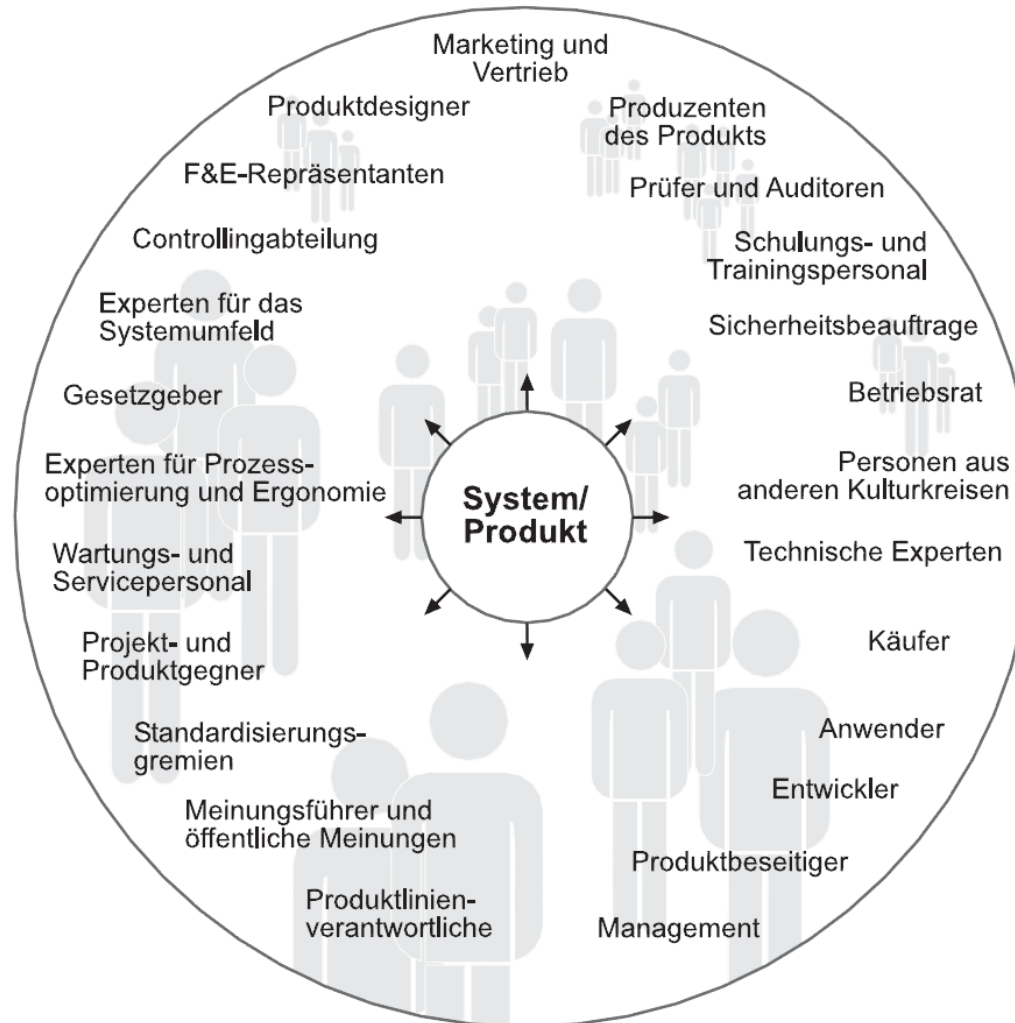 Marketing und
Vertrieb
Produktdesigner
Produzenten
des Produkts
F&E-Repräsentanten
Prüfer und Auditoren
Controllingabteilung
Schulungs- und
Trainingspersonal
Experten für das
Systemumfeld
Sicherheitsbeauftrage
Gesetzgeber
Betriebsrat
Experten für Prozess-
optimierung und Ergonomie
Personen aus
anderen Kulturkreisen
System/
Produkt
Wartungs- und
Servicepersonal
Technische Experten
Projekt- und
Produktgegner
Käufer
Standardisierungs-
gremien
Anwender
Meinungsführer und
öffentliche Meinungen
Entwickler
Produktbeseitiger
Produktlinien-
verantwortliche
Management